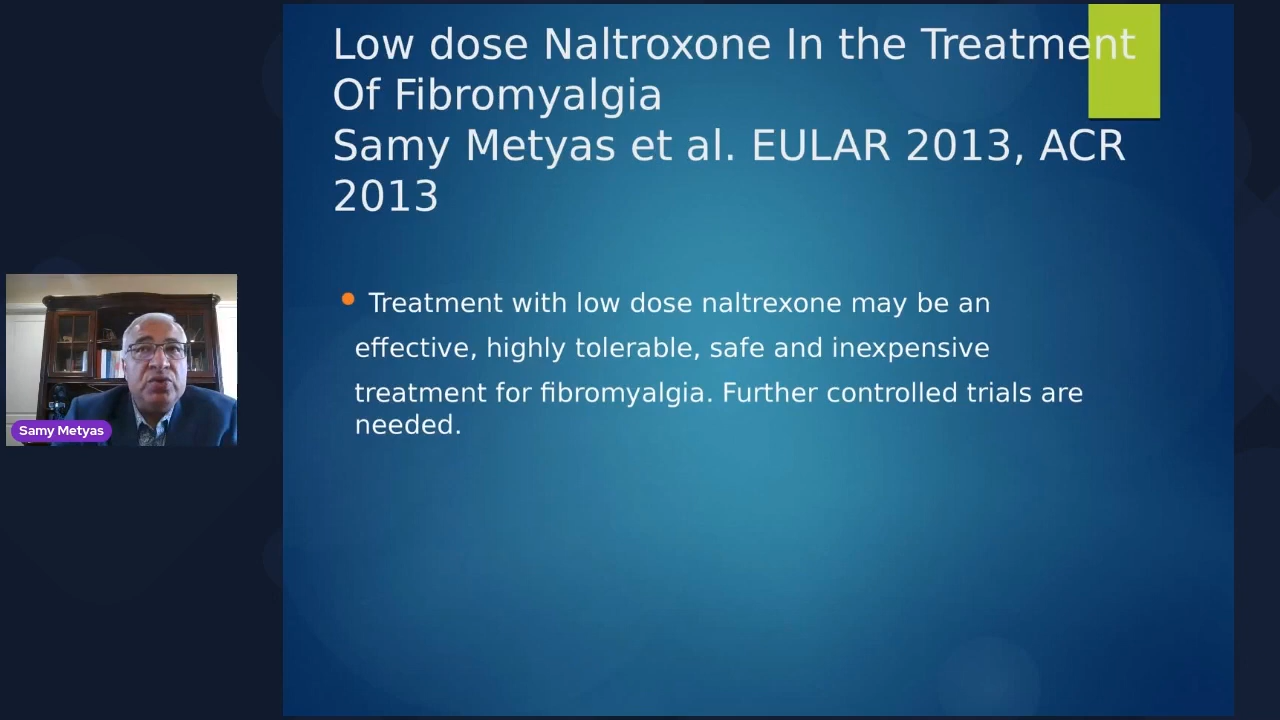 Low dose Naltroxone In the Treatment
Of Fibromyalgia
Samy Metyas et al. EULAR 2013, ACR
2013
Treatment with low dose naltrexone may be an
effective, highly tolerable, safe and inexpensive
treatment for fibromyalgia. Further controlled trials are
needed.
Samy Metyas